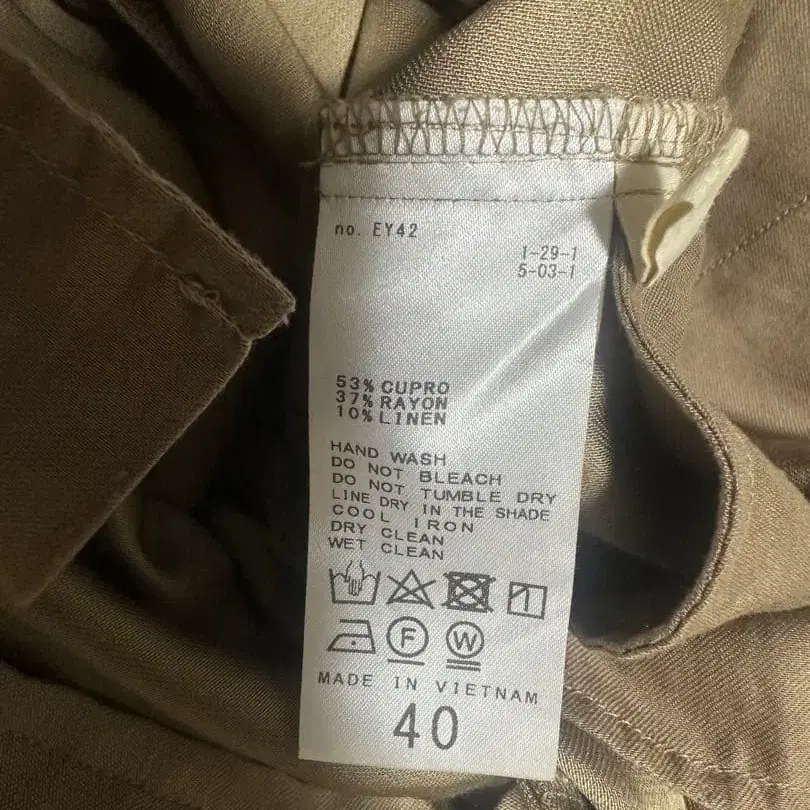 no. EY42
1-29-1
5-03-1
53% CUPRO
37% RAYON
10% LINEN
HAND WASH
DO NOT BLEACH
DO NOT TUMBLE DRY
LINE DRY IN THE SHADE
COOL IRON
DRY CLEAN
WET CLEAN
F W
MADE IN VIETNAM
40